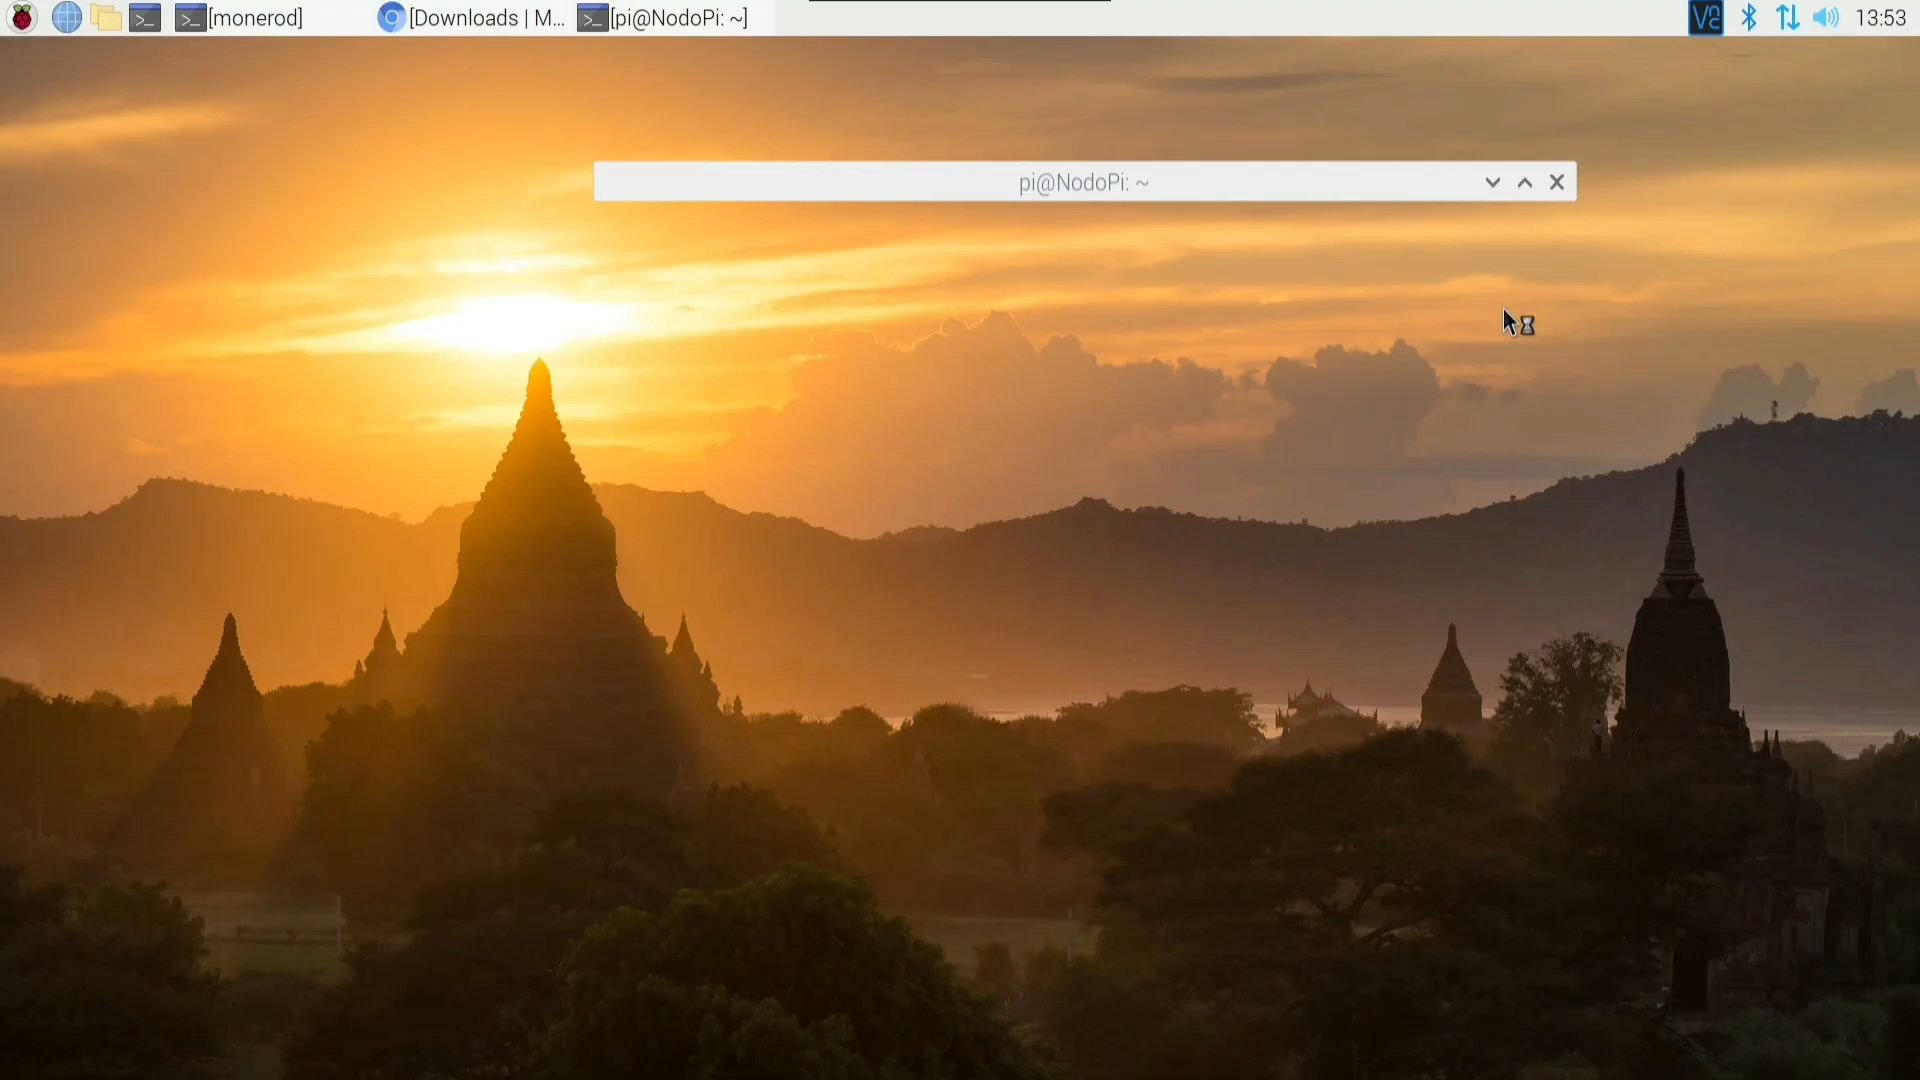 [monerod]
[Downloads | M...
[pi@NodoPi: ~]
13:53
pi@NodoPi: ~